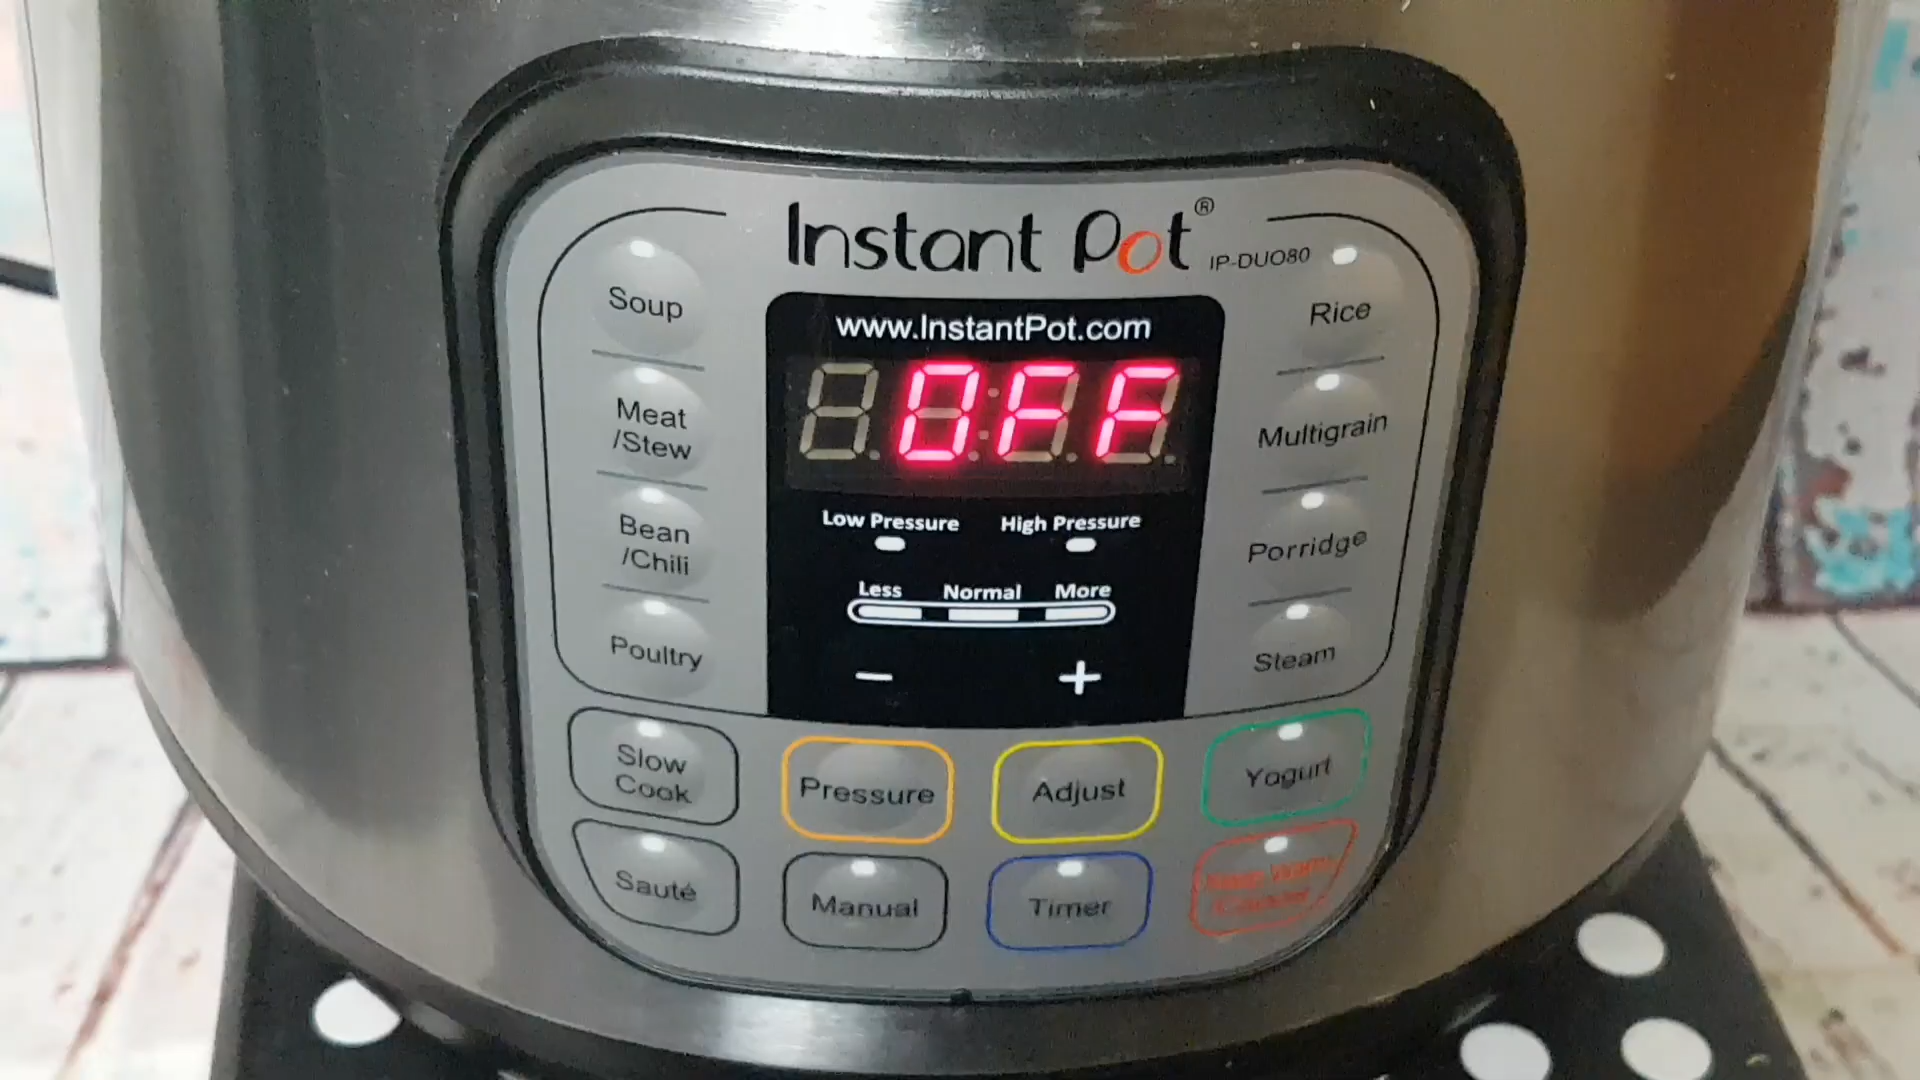 Instant Pot®
IP-DUO80
www.InstantPot.com
OFF
Low Pressure High Pressure
Less Normal More
− +
Soup
Meat
/Stew
Bean
/Chili
Poultry
Rice
Multigrain
Porridge
Steam
Slow
Cook
Pressure
Adjust
Yogurt
Sauté
Manual
Timer